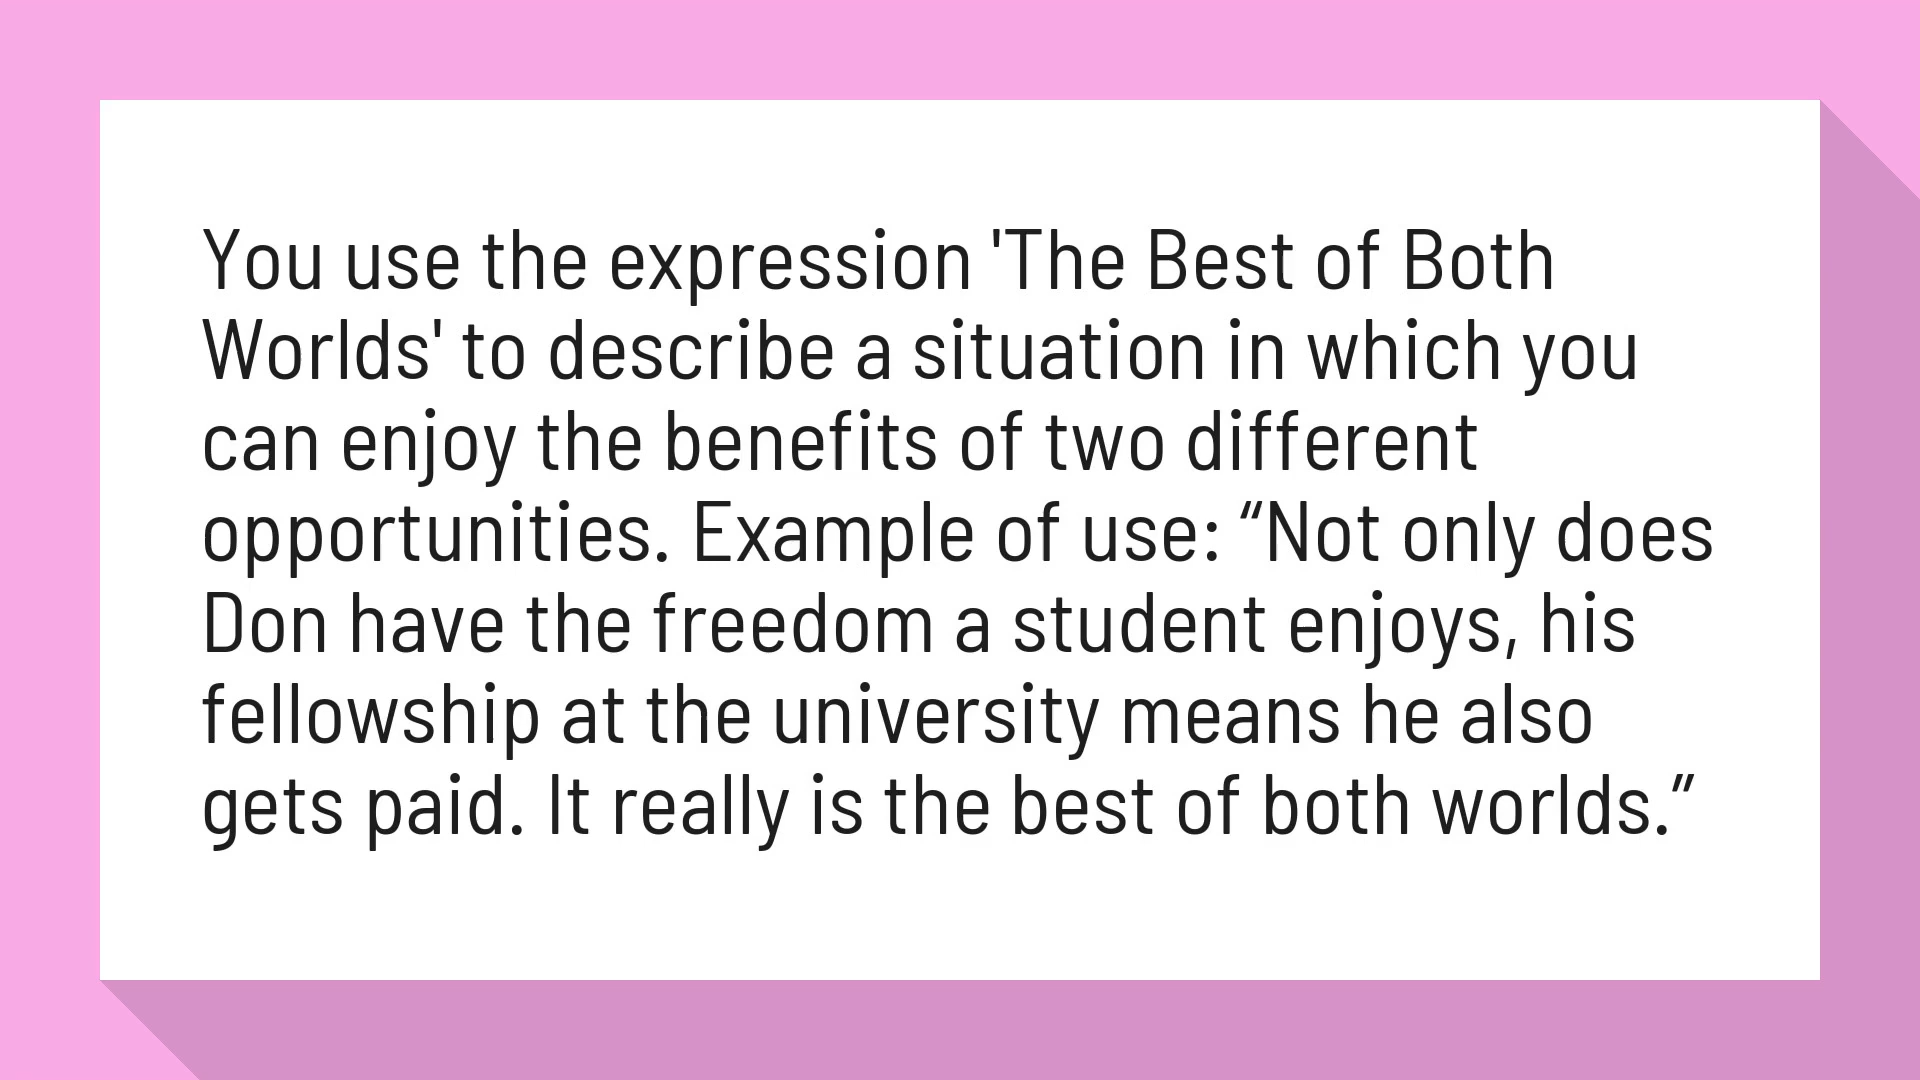 You use the expression 'The Best of Both
Worlds' to describe a situation in which you
can enjoy the benefits of two different
opportunities. Example of use: “Not only does
Don have the freedom a student enjoys, his
fellowship at the university means he also
gets paid. It really is the best of both worlds.”